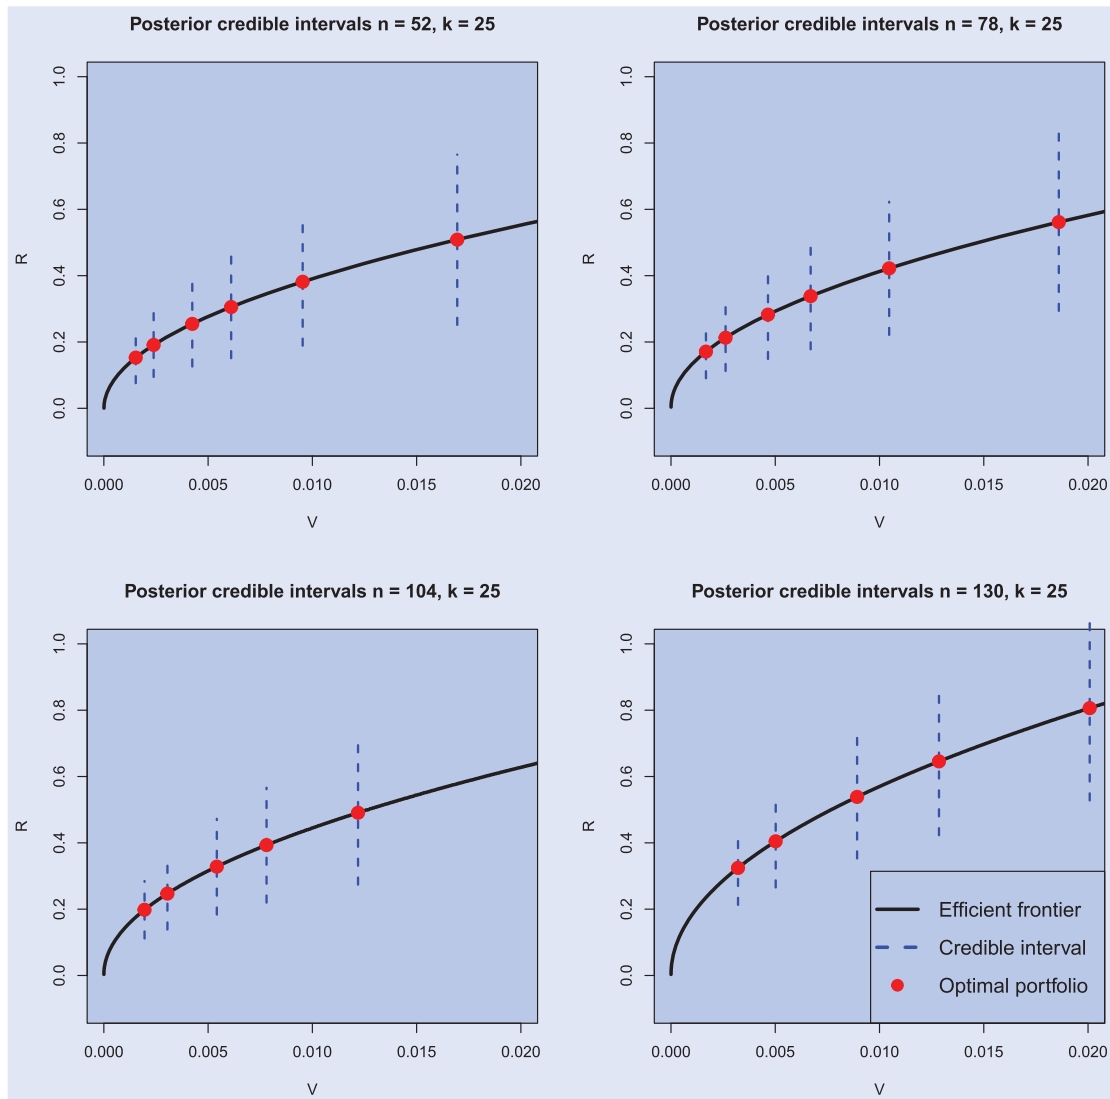 Posterior credible intervals n = 52, k = 25
R
1.0
0.8
0.6
0.4
0.2
0.0
0.000 0.005 0.010 0.015 0.020
V
Posterior credible intervals n = 78, k = 25
R
1.0
0.8
0.6
0.4
0.2
0.0
0.000 0.005 0.010 0.015 0.020
V
Posterior credible intervals n = 104, k = 25
R
1.0
0.8
0.6
0.4
0.2
0.0
0.000 0.005 0.010 0.015 0.020
V
Posterior credible intervals n = 130, k = 25
R
1.0
0.8
0.6
0.4
0.2
0.0
Efficient frontier
Credible interval
Optimal portfolio
0.000 0.005 0.010 0.015 0.020
V